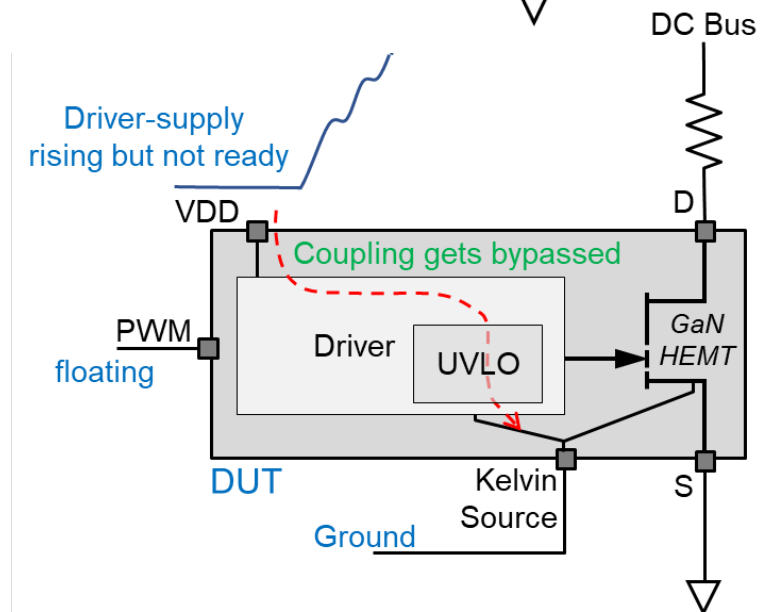 DC Bus
Driver-supply
rising but not ready
VDD
D
Coupling gets bypassed
PWM
floating
Driver
UVLO
GaN
HEMT
DUT
Kelvin
Source
S
Ground